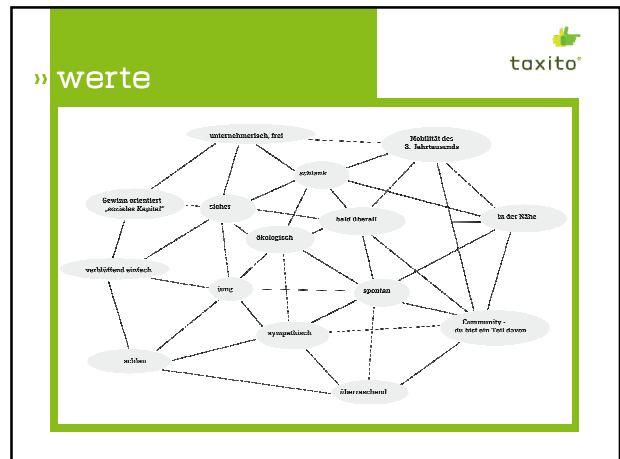 » werte
taxito®
unternehmerisch, frei
Mobilität des
3. Jahrtausends
schlank
Gewinn orientiert
„soziales Kapital“
sicher
bald überall
in der Nähe
ökologisch
verblüffend einfach
jung
spontan
sympathisch
Community -
du bist ein Teil davon
schlau
überraschend